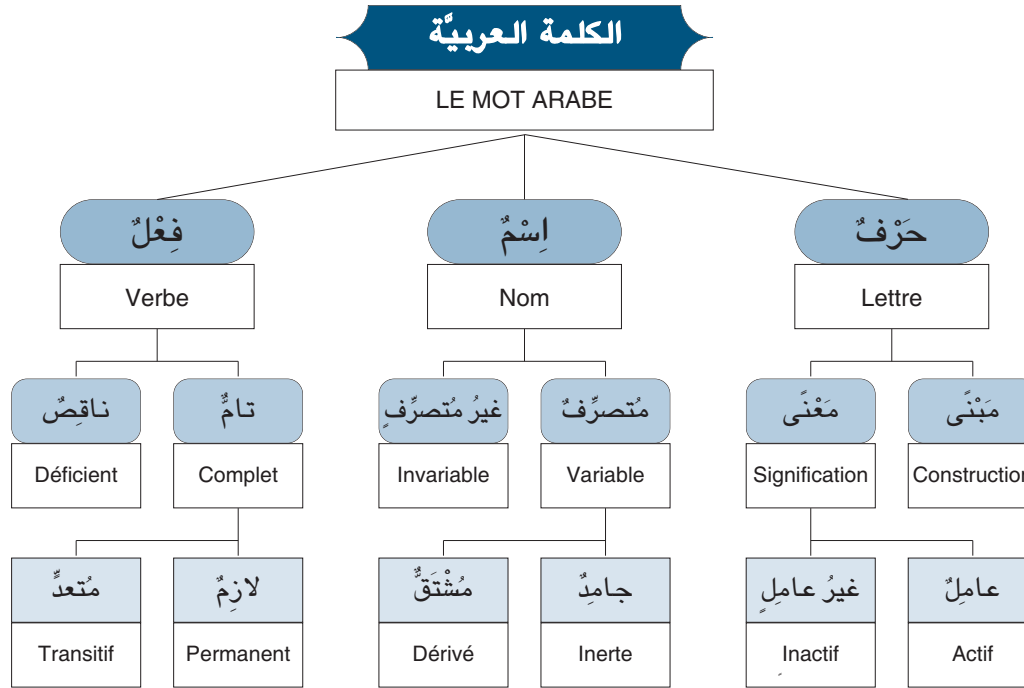 الكلمة العربيَّة
LE MOT ARABE
فِعْلٌ
اِسْمٌ
حَرْفٌ
Verbe
Nom
Lettre
ناقِصٌ
تامٌّ
غيرُ مُتصرِّفٍ
مُتصرِّفٌ
مَعْنًى
مَبْنًى
Déficient
Complet
Invariable
Variable
Signification
Construction
مُتعدٍّ
لازِمٌ
مُشْتَقٌّ
جامِدٌ
غيرُ عامِلٍ
عامِلٌ
Transitif
Permanent
Dérivé
Inerte
Inactif
Actif